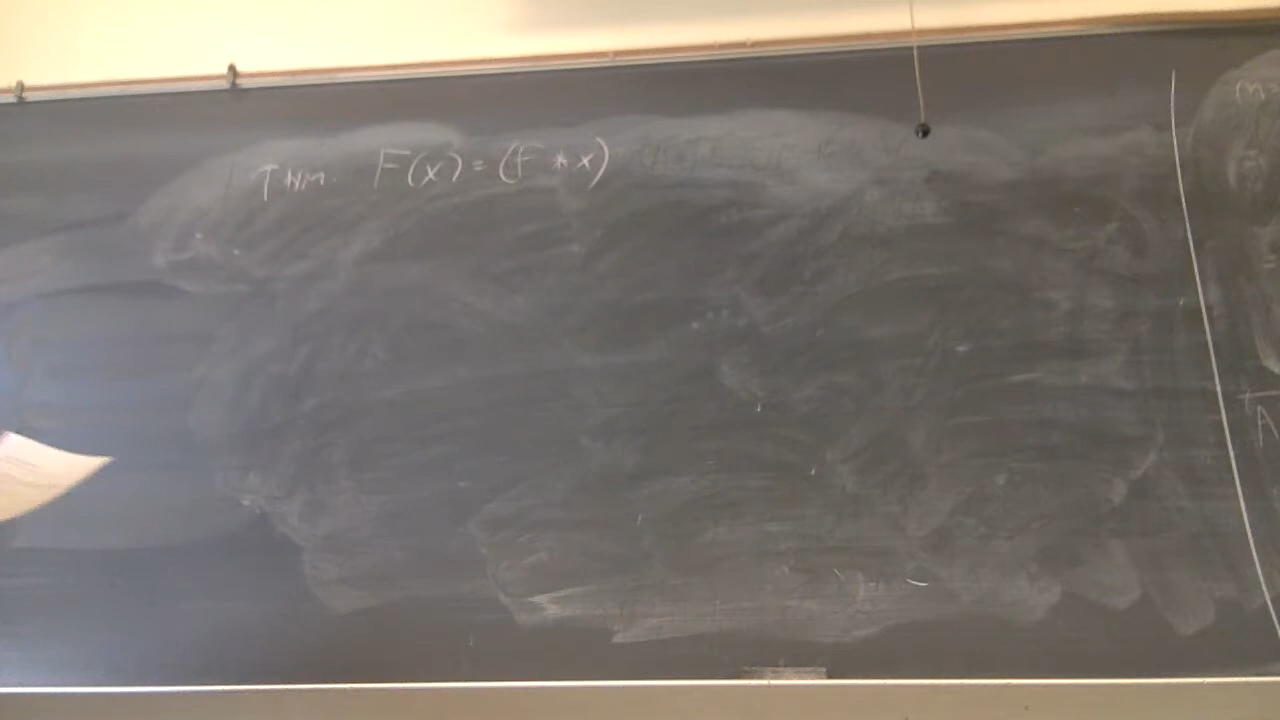 THM. F(x) = (F * x)